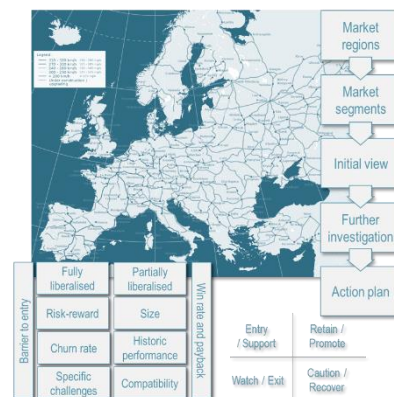 Market
regions
Market
segments
Initial view
Further
investigation
Action plan
Barrier to entry
Fully
liberalised
Partially
liberalised
Risk-reward
Size
Churn rate
Historic
performance
Specific
challenges
Compatibility
Win rate and payback
Entry
/ Support
Retain /
Promote
Watch / Exit
Caution /
Recover